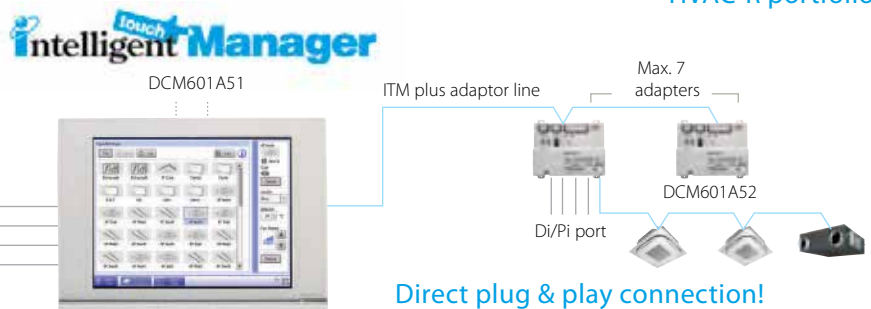 HVAC-R portfolio
touch
intelligent Manager
DCM601A51
ITM plus adaptor line
Max. 7
adapters
DCM601A52
Di/Pi port
Direct plug & play connection!